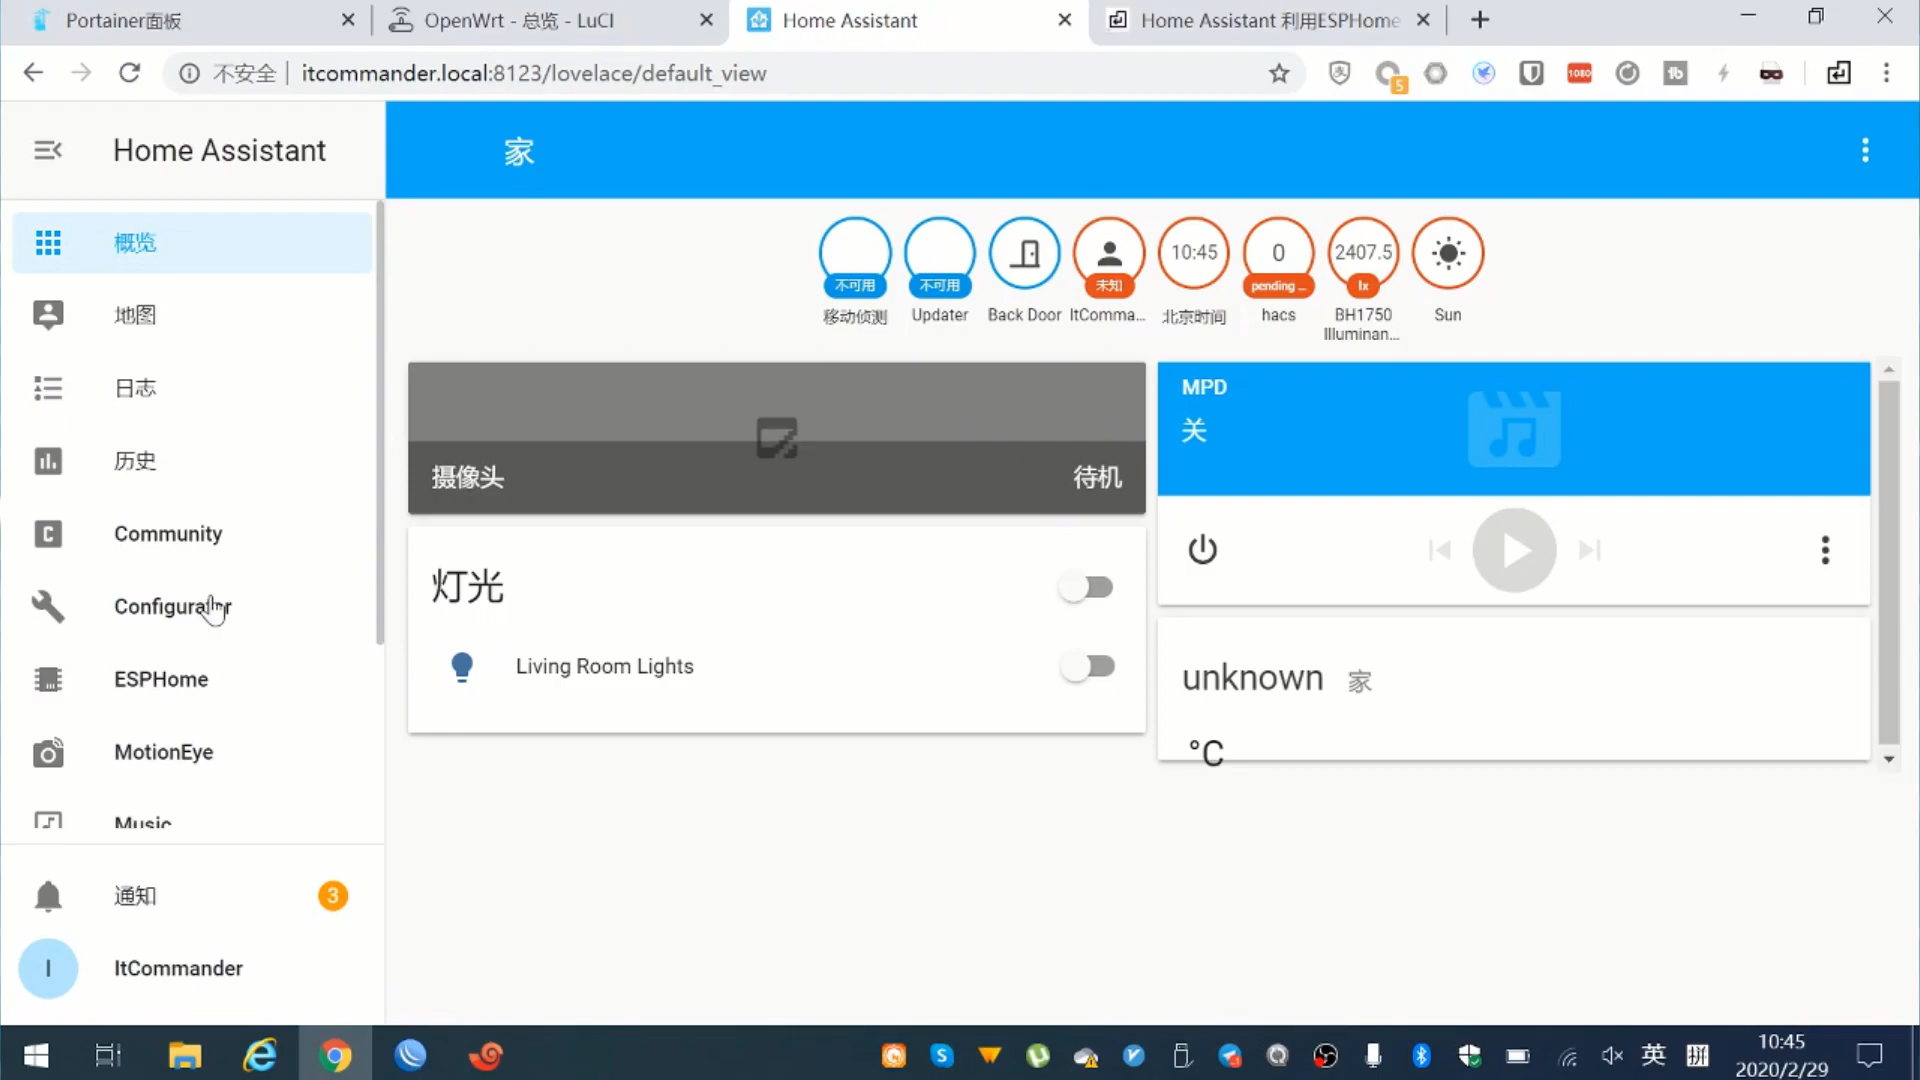 Portainer面板
OpenWrt - 总览 - LuCI
Home Assistant
Home Assistant 利用ESPHome
不安全
itcommander.local:8123/lovelace/default_view
5
1080
Home Assistant
家
概览
地图
日志
历史
Community
Configurator
ESPHome
MotionEye
Music
通知
3
I
ItCommander
不可用
移动侦测
不可用
Updater
Back Door
未知
ItComma...
10:45
北京时间
0
pending ...
hacs
2407.5
lx
BH1750
Illuminan...
Sun
摄像头
待机
灯光
Living Room Lights
MPD
关
unknown 家
°C
英
拼
10:45
2020/2/29